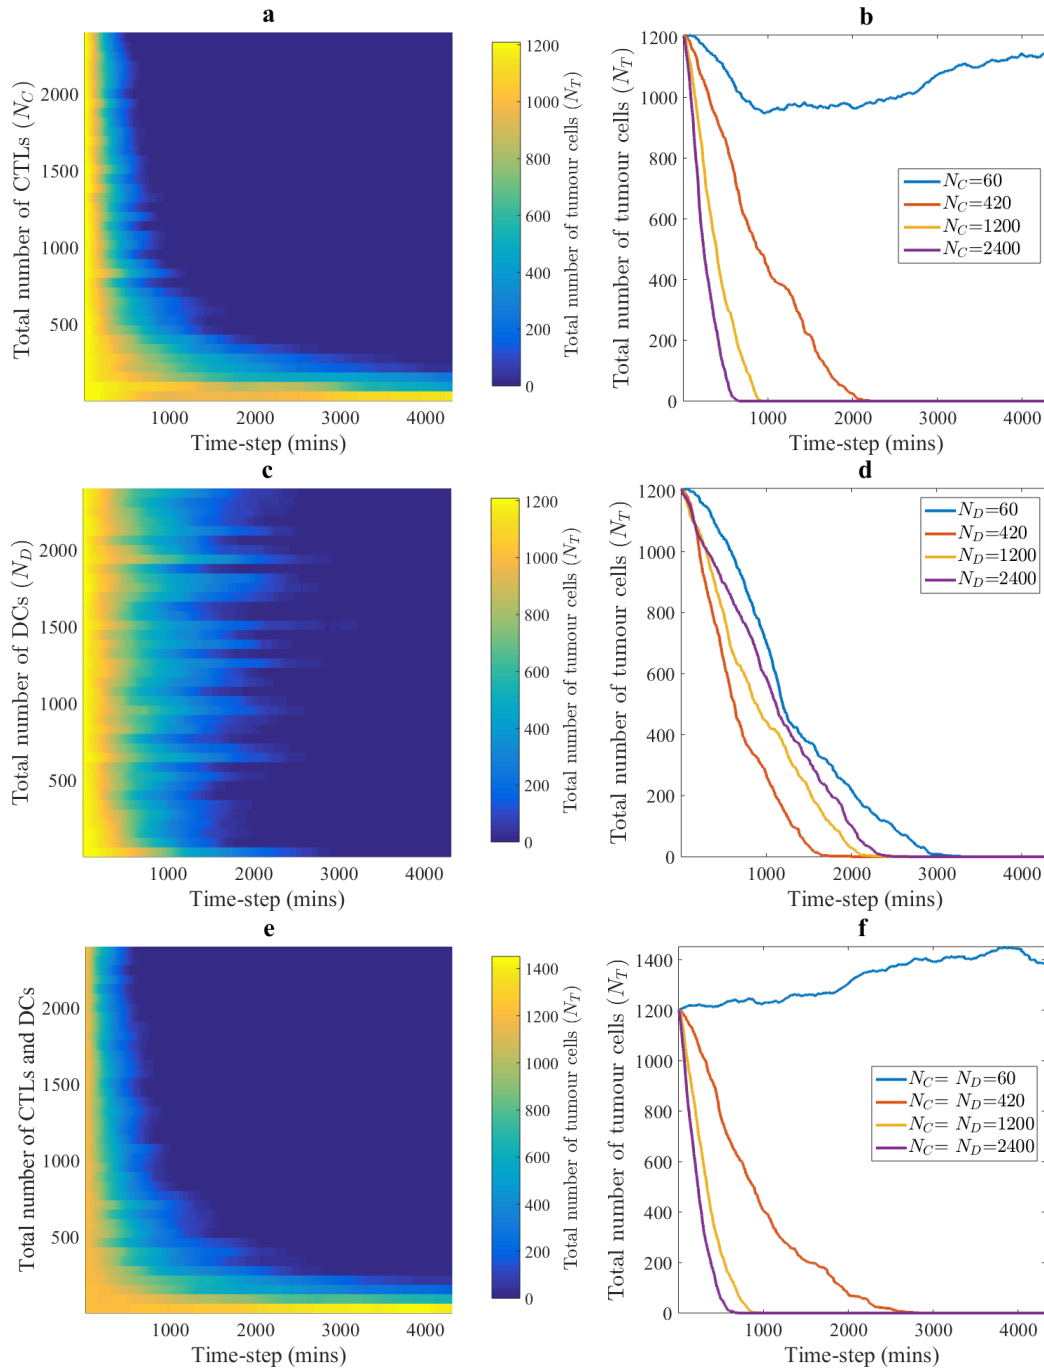 a
Total number of CTLs (N_C)
2000
1500
1000
500
1000
2000
3000
4000
Time-step (mins)
1200
1000
800
600
400
200
0
Total number of tumour cells (N_T)
b
Total number of tumour cells (N_T)
1200
1000
800
600
400
200
0
1000
2000
3000
4000
Time-step (mins)
N_C=60
N_C=420
N_C=1200
N_C=2400
c
Total number of DCs (N_D)
2000
1500
1000
500
1000
2000
3000
4000
Time-step (mins)
1200
1000
800
600
400
200
0
Total number of tumour cells (N_T)
d
Total number of tumour cells (N_T)
1200
1000
800
600
400
200
0
1000
2000
3000
4000
Time-step (mins)
N_D=60
N_D=420
N_D=1200
N_D=2400
e
Total number of CTLs and DCs
2000
1500
1000
500
1000
2000
3000
4000
Time-step (mins)
1400
1200
1000
800
600
400
200
0
Total number of tumour cells (N_T)
f
Total number of tumour cells (N_T)
1400
1200
1000
800
600
400
200
0
1000
2000
3000
4000
Time-step (mins)
N_C= N_D=60
N_C= N_D=420
N_C= N_D=1200
N_C= N_D=2400